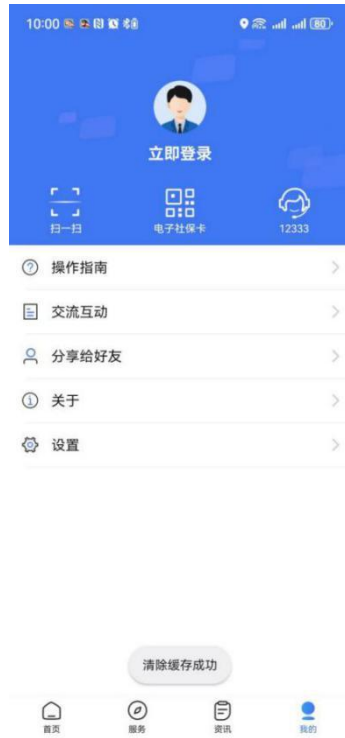 10:00
80
立即登录
扫一扫
电子社保卡
12333
操作指南
交流互动
分享给好友
关于
设置
清除缓存成功
首页
服务
资讯
我的